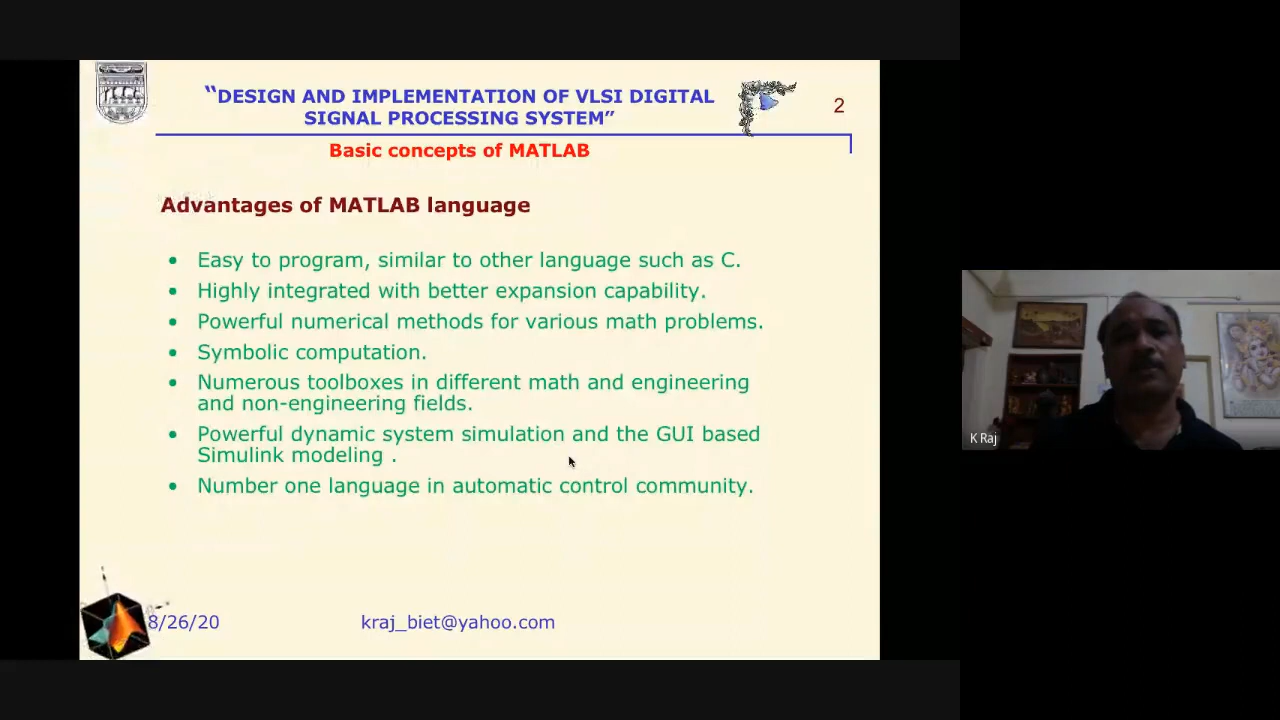 “DESIGN AND IMPLEMENTATION OF VLSI DIGITAL
SIGNAL PROCESSING SYSTEM”
2
Basic concepts of MATLAB
Advantages of MATLAB language
• Easy to program, similar to other language such as C.
• Highly integrated with better expansion capability.
• Powerful numerical methods for various math problems.
• Symbolic computation.
• Numerous toolboxes in different math and engineering
and non-engineering fields.
• Powerful dynamic system simulation and the GUI based
Simulink modeling .
• Number one language in automatic control community.
8/26/20
kraj_biet@yahoo.com
K Raj